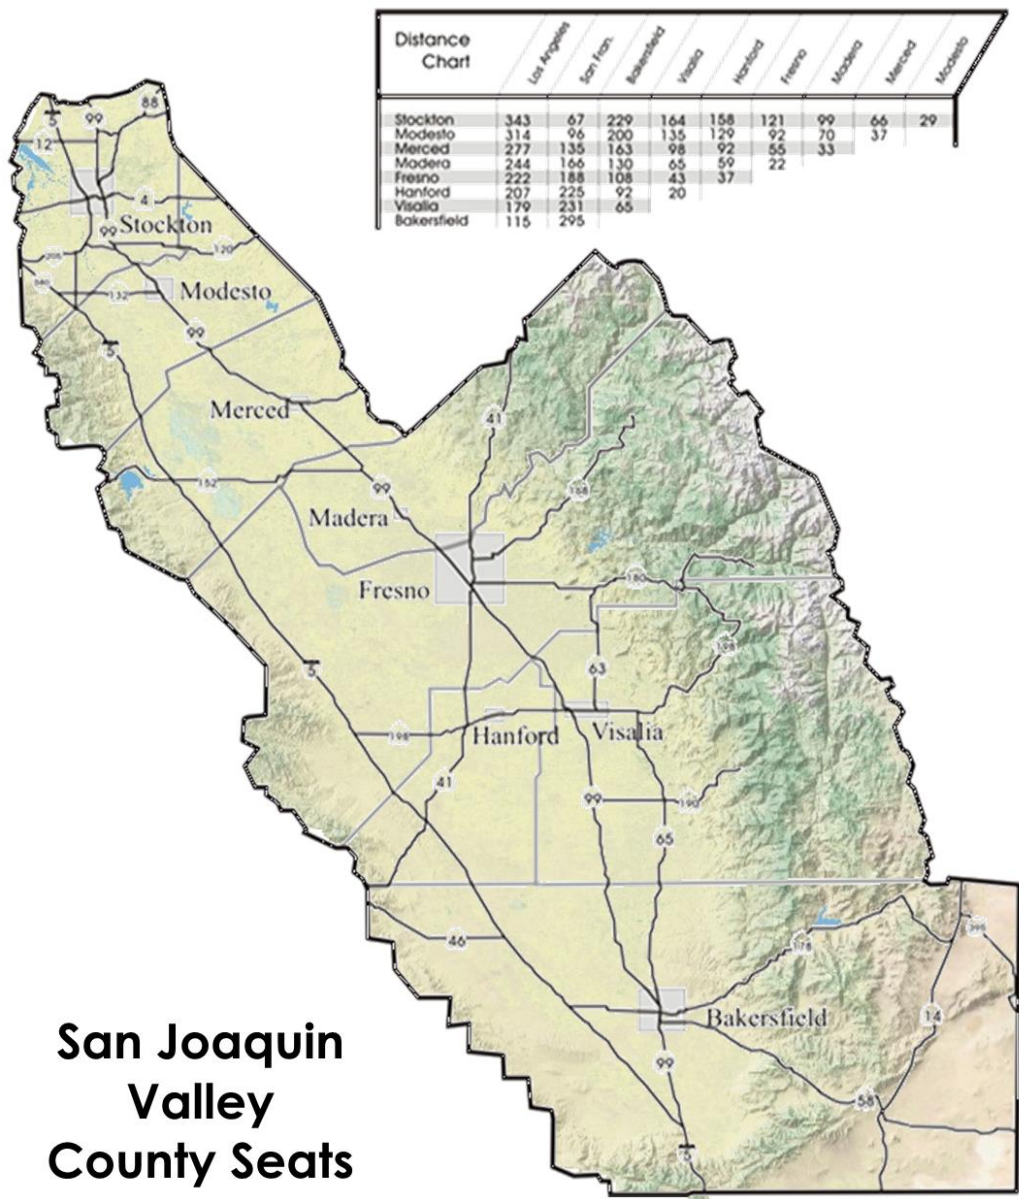 Distance
Chart
Los Angeles
San Fran.
Bakersfield
Visalia
Hanford
Fresno
Madera
Merced
Modesto
Stockton 343 67 229 164 158 121 99 66 29
Modesto 314 96 200 135 129 92 70 37
Merced 277 135 163 98 92 55 33
Madera 244 166 130 65 59 22
Fresno 222 188 108 43 37
Hanford 207 225 92 20
Visalia 179 231 65
Bakersfield 115 295
5
99
88
12
4
Stockton
99
120
205
580
132
Modesto
99
5
Merced
41
152
99
168
Madera
Fresno
180
198
63
5
198
Hanford
Visalia
41
99
190
65
46
178
395
Bakersfield
14
99
58
5
San Joaquin
Valley
County Seats